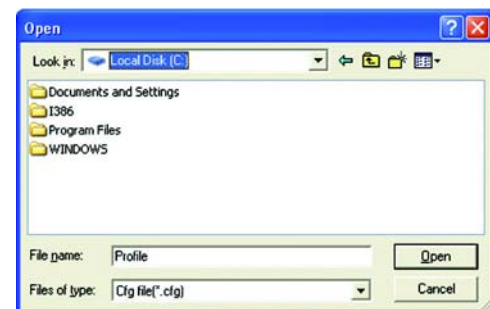 Open
Look in: Local Disk (C:)
Documents and Settings
I386
Program Files
WINDOWS
File name: Profile Open
Files of type: Cfg file(*.cfg) Cancel